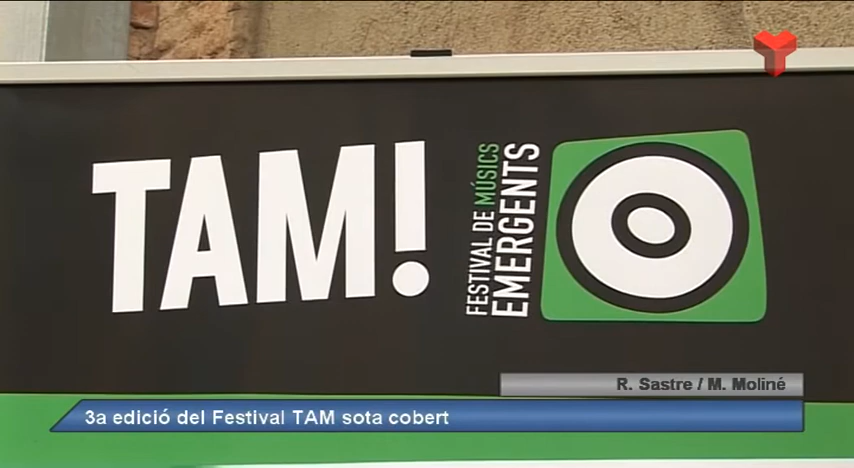 TAM!
FESTIVAL DE MÚSICS
EMERGENTS
R. Sastre / M. Moliné
3a edició del Festival TAM sota cobert